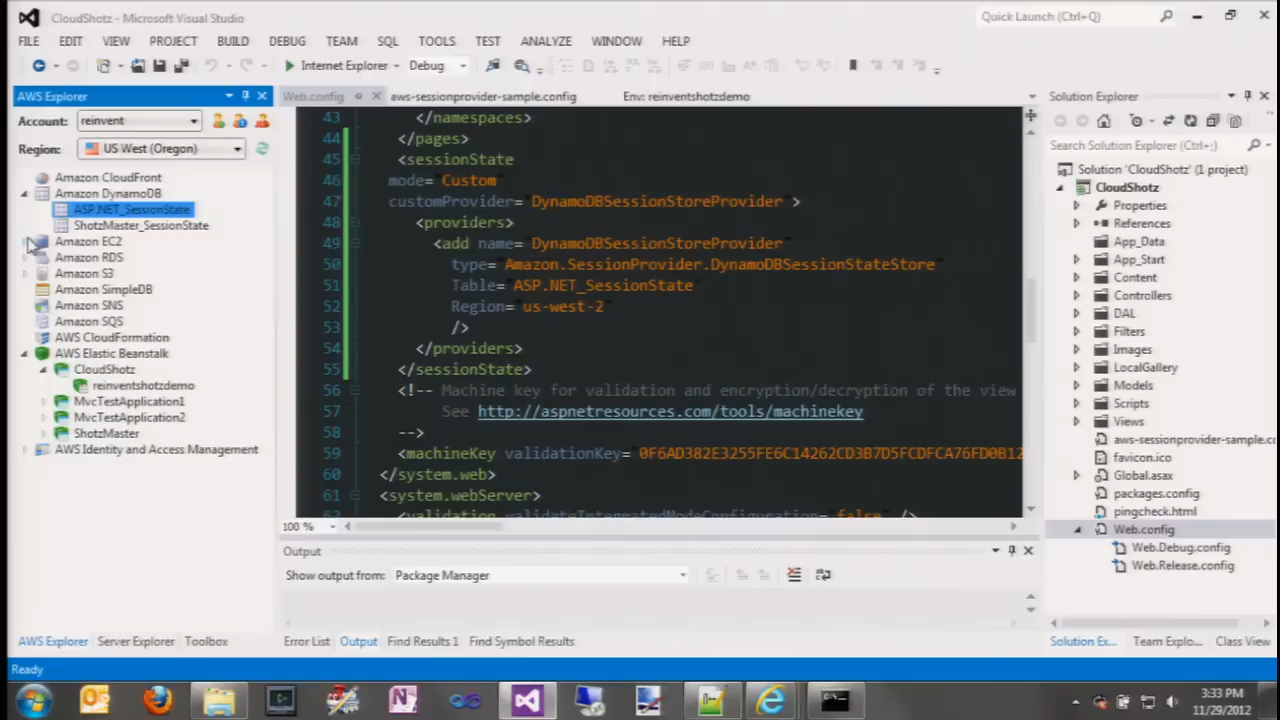 CloudShotz - Microsoft Visual Studio
Quick Launch (Ctrl+Q)
FILE EDIT VIEW PROJECT BUILD DEBUG TEAM SQL TOOLS TEST ANALYZE WINDOW HELP
Internet Explorer Debug
AWS Explorer
Account: reinvent
Region: US West (Oregon)
Amazon CloudFront
Amazon DynamoDB
ASP.NET_SessionState
ShotzMaster_SessionState
Amazon EC2
Amazon RDS
Amazon S3
Amazon SimpleDB
Amazon SNS
Amazon SQS
AWS CloudFormation
AWS Elastic Beanstalk
CloudShotz
reinventshotzdemo
MvcTestApplication1
MvcTestApplication2
ShotzMaster
AWS Identity and Access Management
AWS Explorer Server Explorer Toolbox
Web.config aws-sessionprovider-sample.config Env: reinventshotzdemo
43 </namespaces>
44 </pages>
45 <sessionState
46 mode="Custom"
47 customProvider="DynamoDBSessionStoreProvider">
48 <providers>
49 <add name="DynamoDBSessionStoreProvider"
50 type="Amazon.SessionProvider.DynamoDBSessionStateStore"
51 Table="ASP.NET_SessionState"
52 Region="us-west-2"
53 />
54 </providers>
55 </sessionState>
56 <!-- Machine key for validation and encryption/decryption of the view
57 See http://aspnetresources.com/tools/machinekey
58 -->
59 <machineKey validationKey="0F6AD382E3255FE6C14262CD3B7D5FCDFCA76FD0B12
60 </system.web>
61 <system.webServer>
62 <validation validateIntegratedModeConfiguration="false" />
100 %
Output
Show output from: Package Manager
Error List Output Find Results 1 Find Symbol Results
Solution Explorer
Search Solution Explorer (Ctrl+;)
Solution 'CloudShotz' (1 project)
CloudShotz
Properties
References
App_Data
App_Start
Content
Controllers
DAL
Filters
Images
LocalGallery
Models
Scripts
Views
aws-sessionprovider-sample.co
favicon.ico
Global.asax
packages.config
pingcheck.html
Web.config
Web.Debug.config
Web.Release.config
Solution Ex... Team Explo... Class View
Ready
3:33 PM
11/29/2012